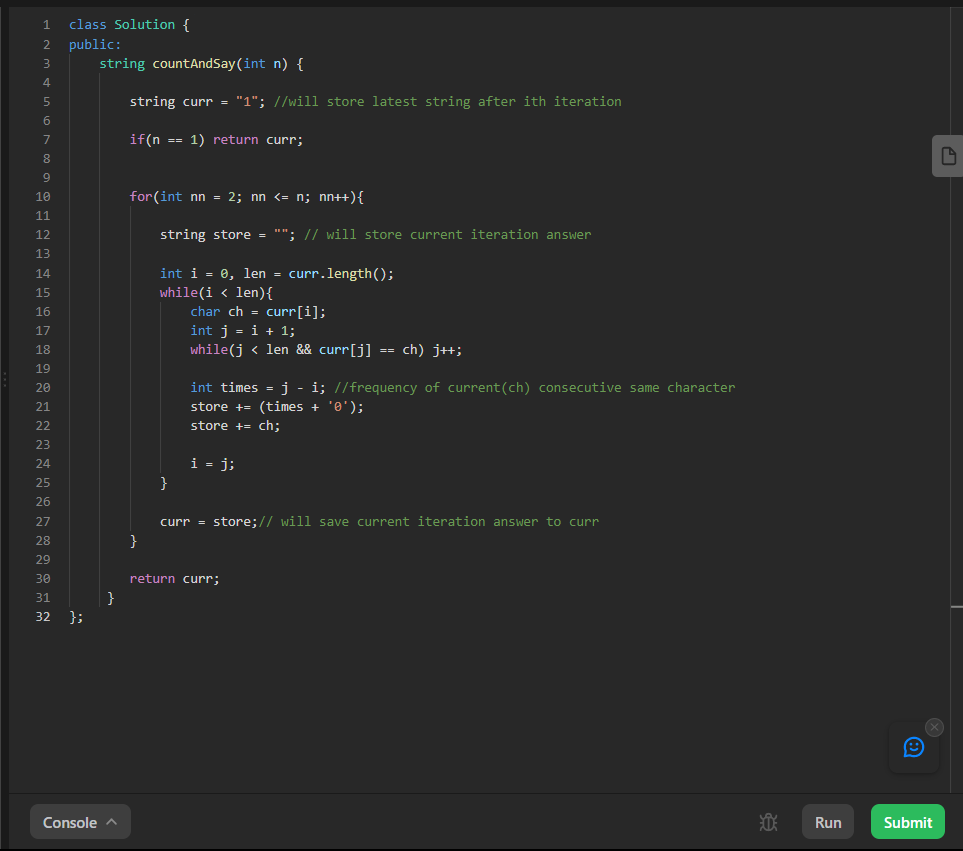 1 class Solution {
2 public:
3 string countAndSay(int n) {
4
5 string curr = "1"; //will store latest string after ith iteration
6
7 if(n == 1) return curr;
8
9
10 for(int nn = 2; nn <= n; nn++){
11
12 string store = ""; // will store current iteration answer
13
14 int i = 0, len = curr.length();
15 while(i < len){
16 char ch = curr[i];
17 int j = i + 1;
18 while(j < len && curr[j] == ch) j++;
19
20 int times = j - i; //frequency of current(ch) consecutive same character
21 store += (times + '0');
22 store += ch;
23
24 i = j;
25 }
26
27 curr = store;// will save current iteration answer to curr
28 }
29
30 return curr;
31 }
32 };
Console Run Submit